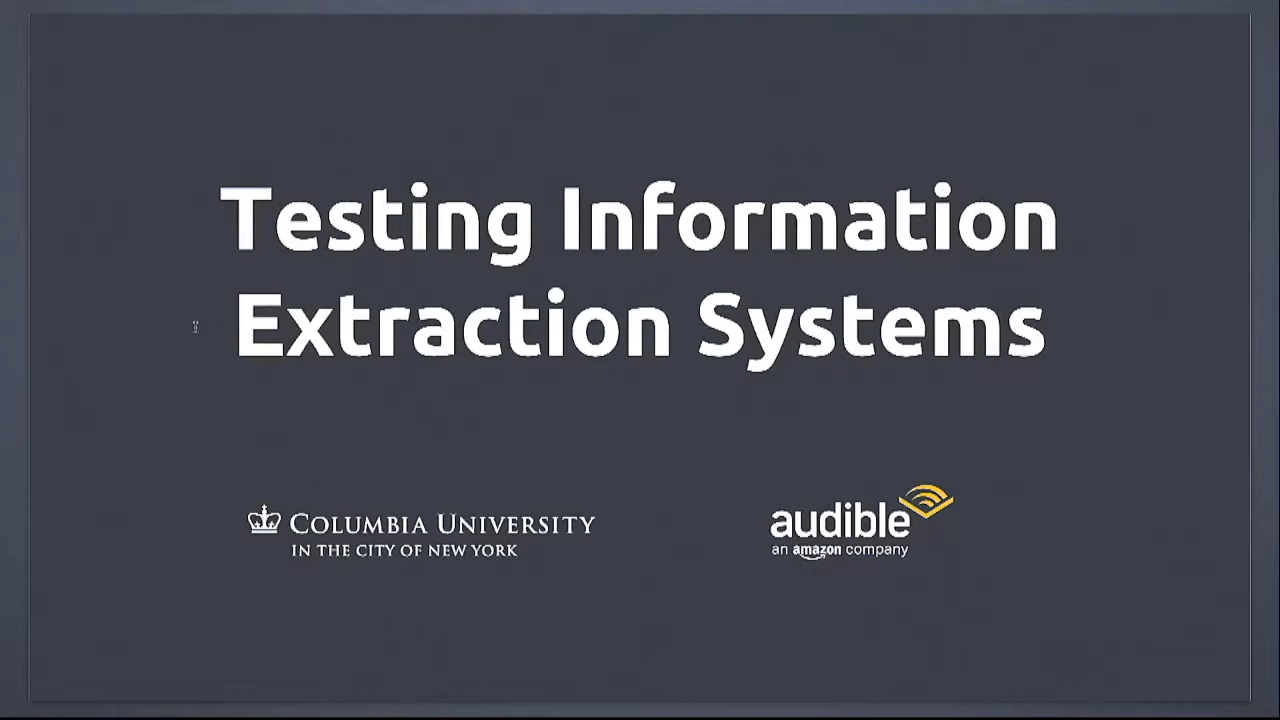 Testing Information
Extraction Systems
COLUMBIA UNIVERSITY
IN THE CITY OF NEW YORK
audible
an amazon company